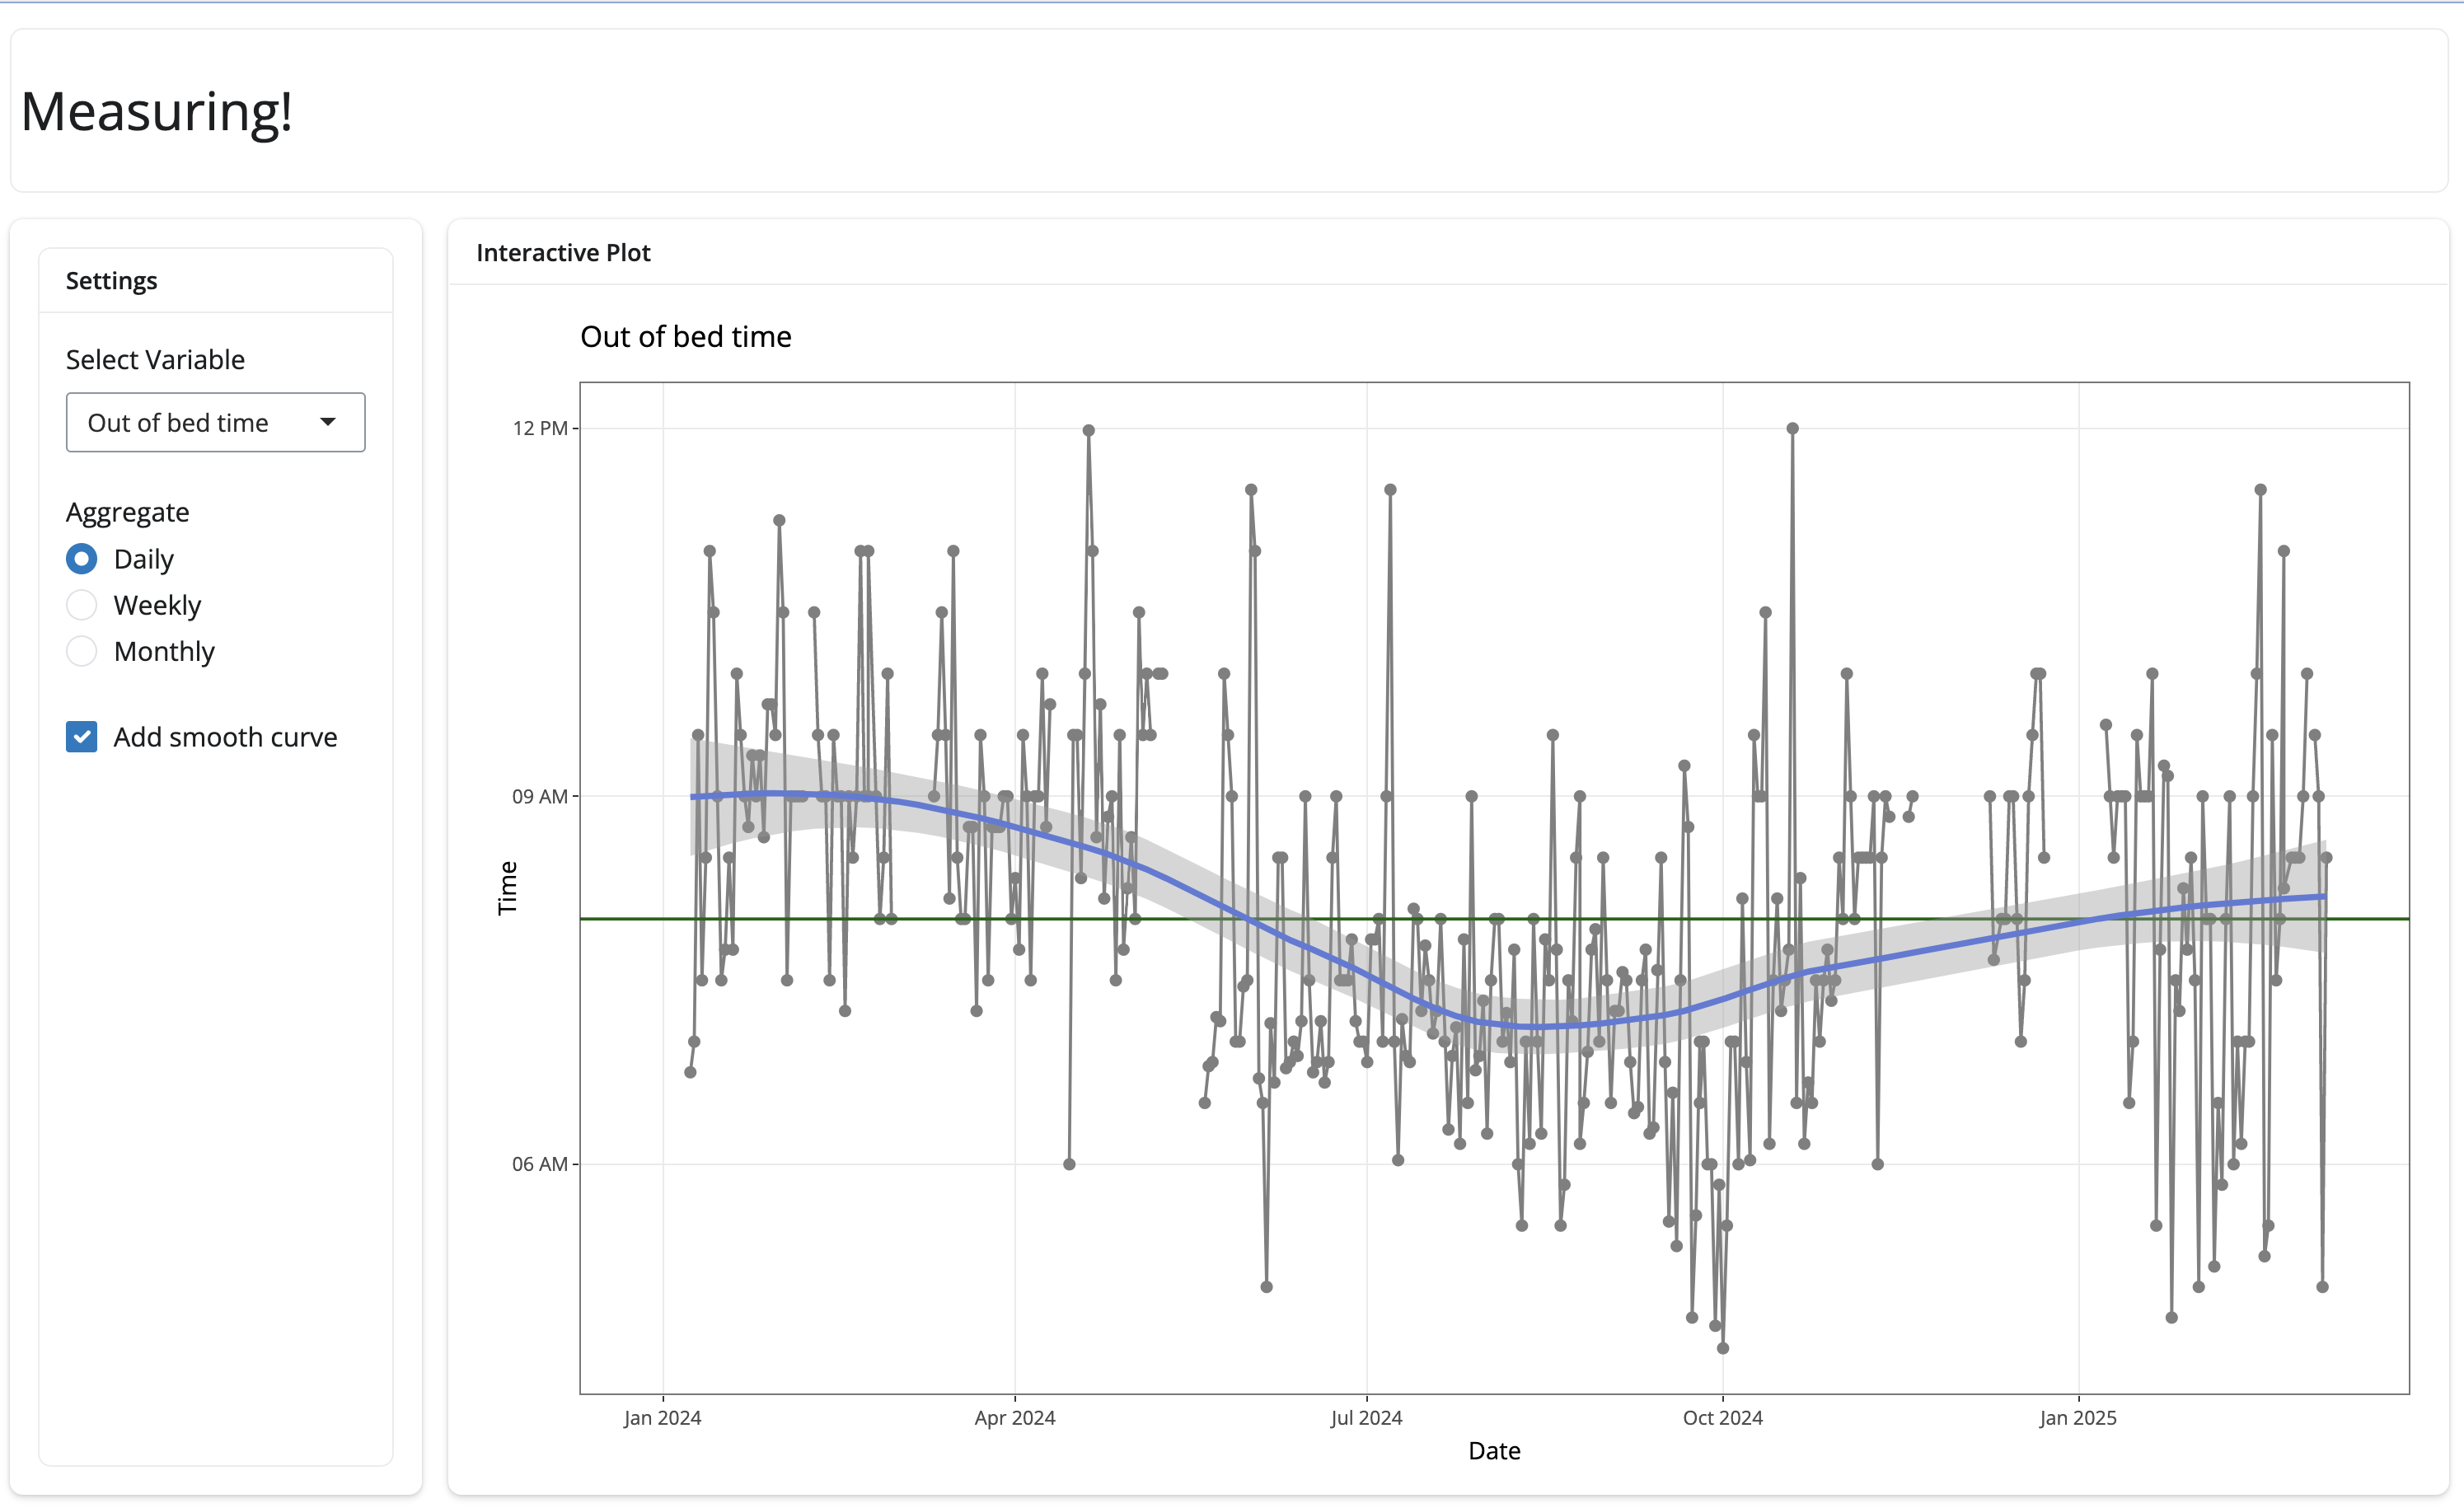 Measuring!
Settings
Select Variable
Out of bed time
Aggregate
Daily
Weekly
Monthly
Add smooth curve
Interactive Plot
Out of bed time
12 PM
09 AM
06 AM
Time
Jan 2024
Apr 2024
Jul 2024
Oct 2024
Jan 2025
Date